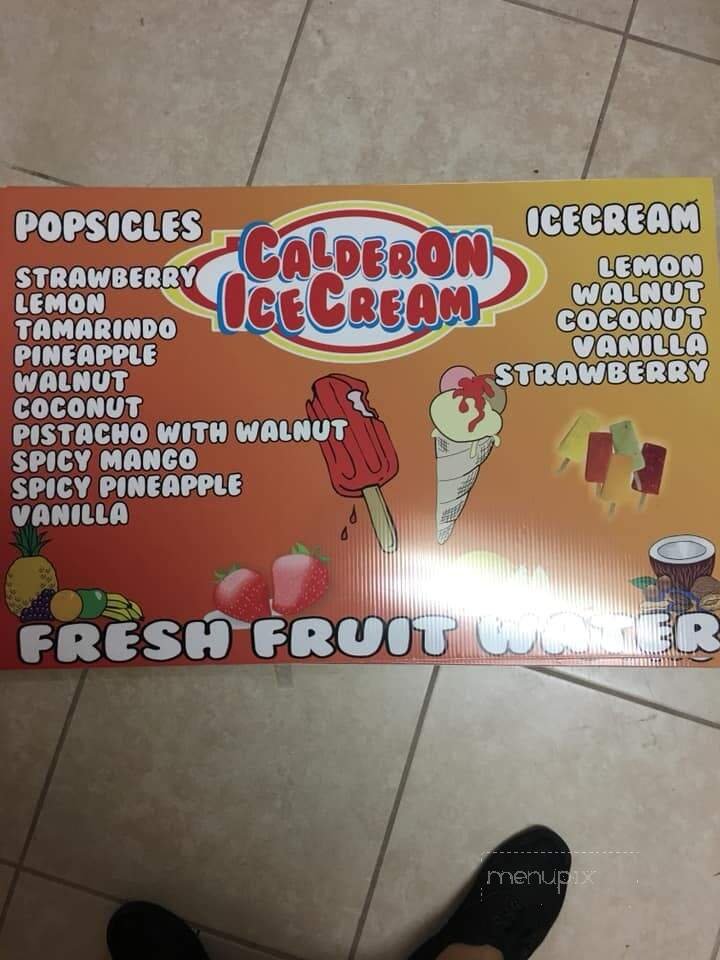 POPSICLES
STRAWBERRY
LEMON
TAMARINDO
PINEAPPLE
WALNUT
COCONUT
PISTACHO WITH WALNUT
SPICY MANGO
SPICY PINEAPPLE
VANILLA
CALDERON
ICECREAM
ICECREAM
LEMON
WALNUT
COCONUT
VANILLA
STRAWBERRY
FRESH FRUIT WATER
menupix